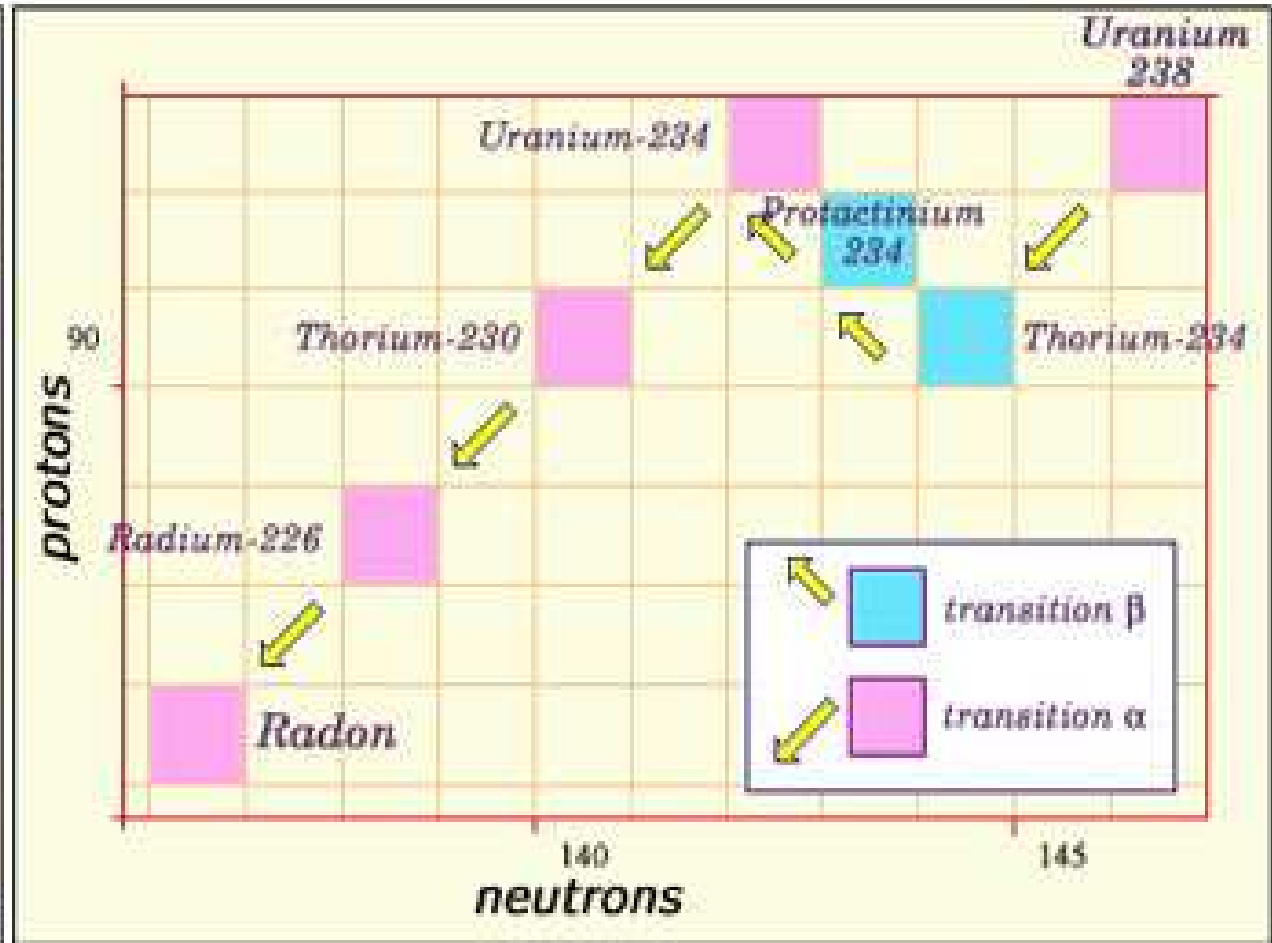 Uranium
238
Uranium-234
Protactinium
234
90
Thorium-230
Thorium-234
protons
Radium-226
transition β
Radon
transition α
140
145
neutrons